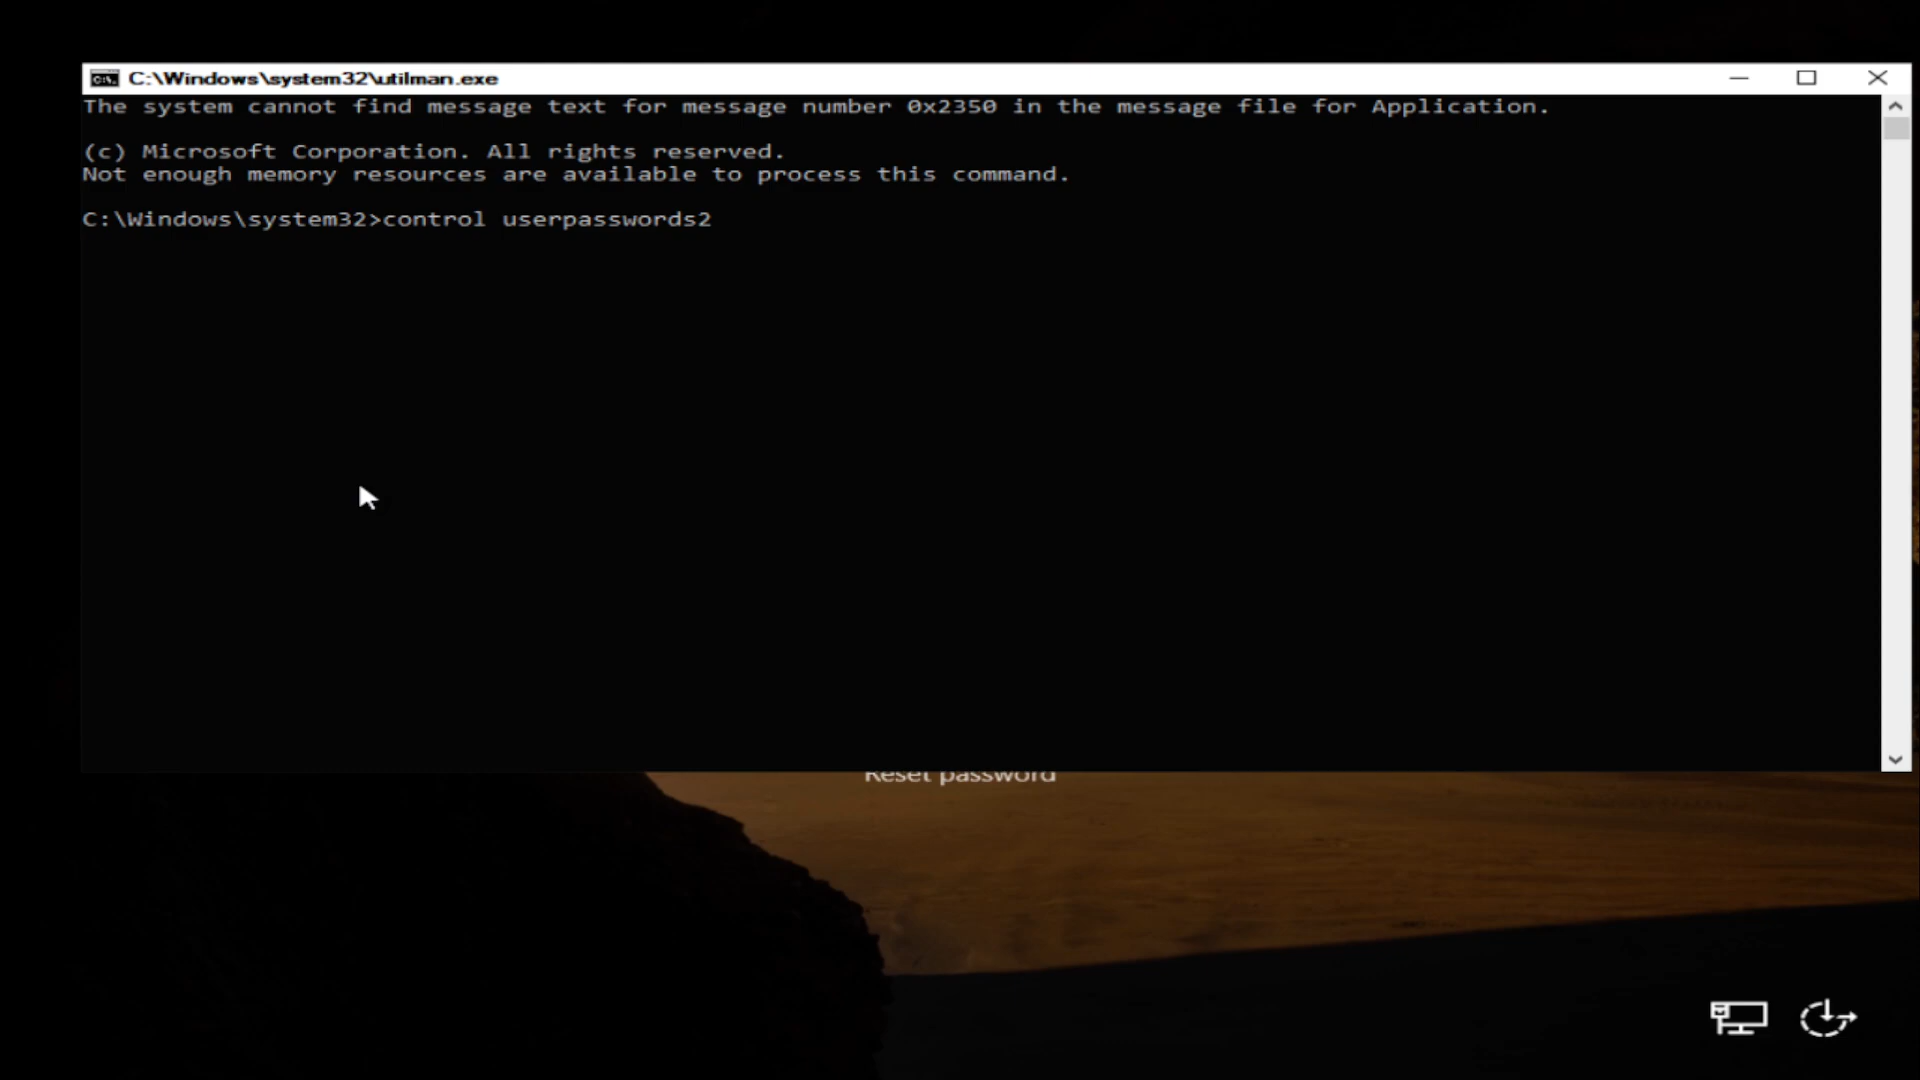 C:\Windows\system32\utilman.exe
The system cannot find message text for message number 0x2350 in the message file for Application.
(c) Microsoft Corporation. All rights reserved.
Not enough memory resources are available to process this command.
C:\Windows\system32>control userpasswords2
Reset password